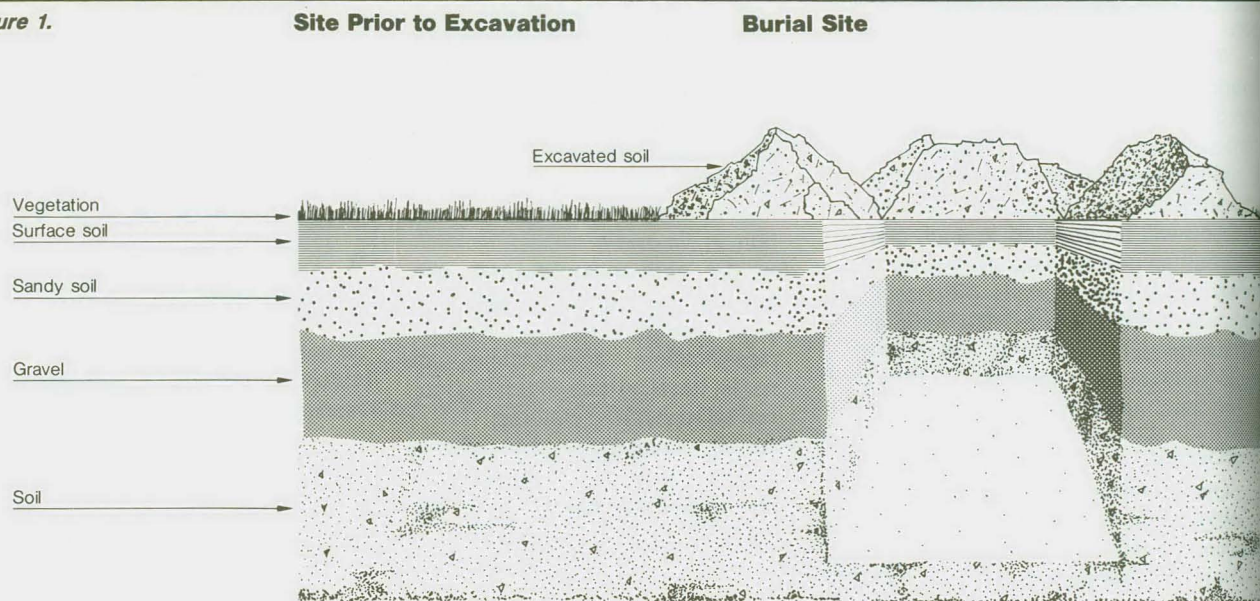 ure 1.
Site Prior to Excavation
Burial Site
Excavated soil
Vegetation
Surface soil
Sandy soil
Gravel
Soil